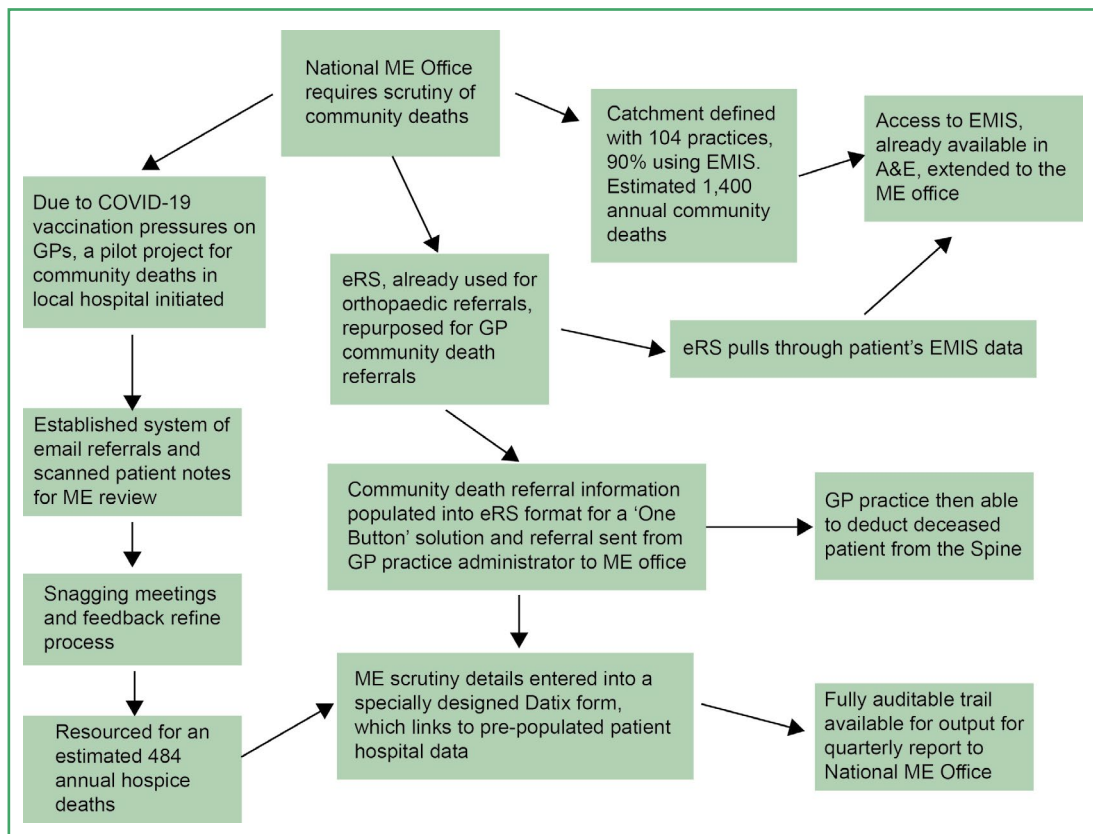 National ME Office
requires scrutiny of
community deaths
Catchment defined
with 104 practices,
90% using EMIS.
Estimated 1,400
annual community
deaths
Access to EMIS,
already available in
A&E, extended to the
ME office
Due to COVID-19
vaccination pressures on
GPs, a pilot project for
community deaths in
local hospital initiated
eRS, already used for
orthopaedic referrals,
repurposed for GP
community death
referrals
eRS pulls through patient’s EMIS data
Established system of
email referrals and
scanned patient notes
for ME review
Community death referral information
populated into eRS format for a ‘One
Button’ solution and referral sent from
GP practice administrator to ME office
GP practice then able
to deduct deceased
patient from the Spine
Snagging meetings
and feedback refine
process
ME scrutiny details entered into a
specially designed Datix form,
which links to pre-populated patient
hospital data
Fully auditable trail
available for output for
quarterly report to
National ME Office
Resourced for an
estimated 484
annual hospice
deaths